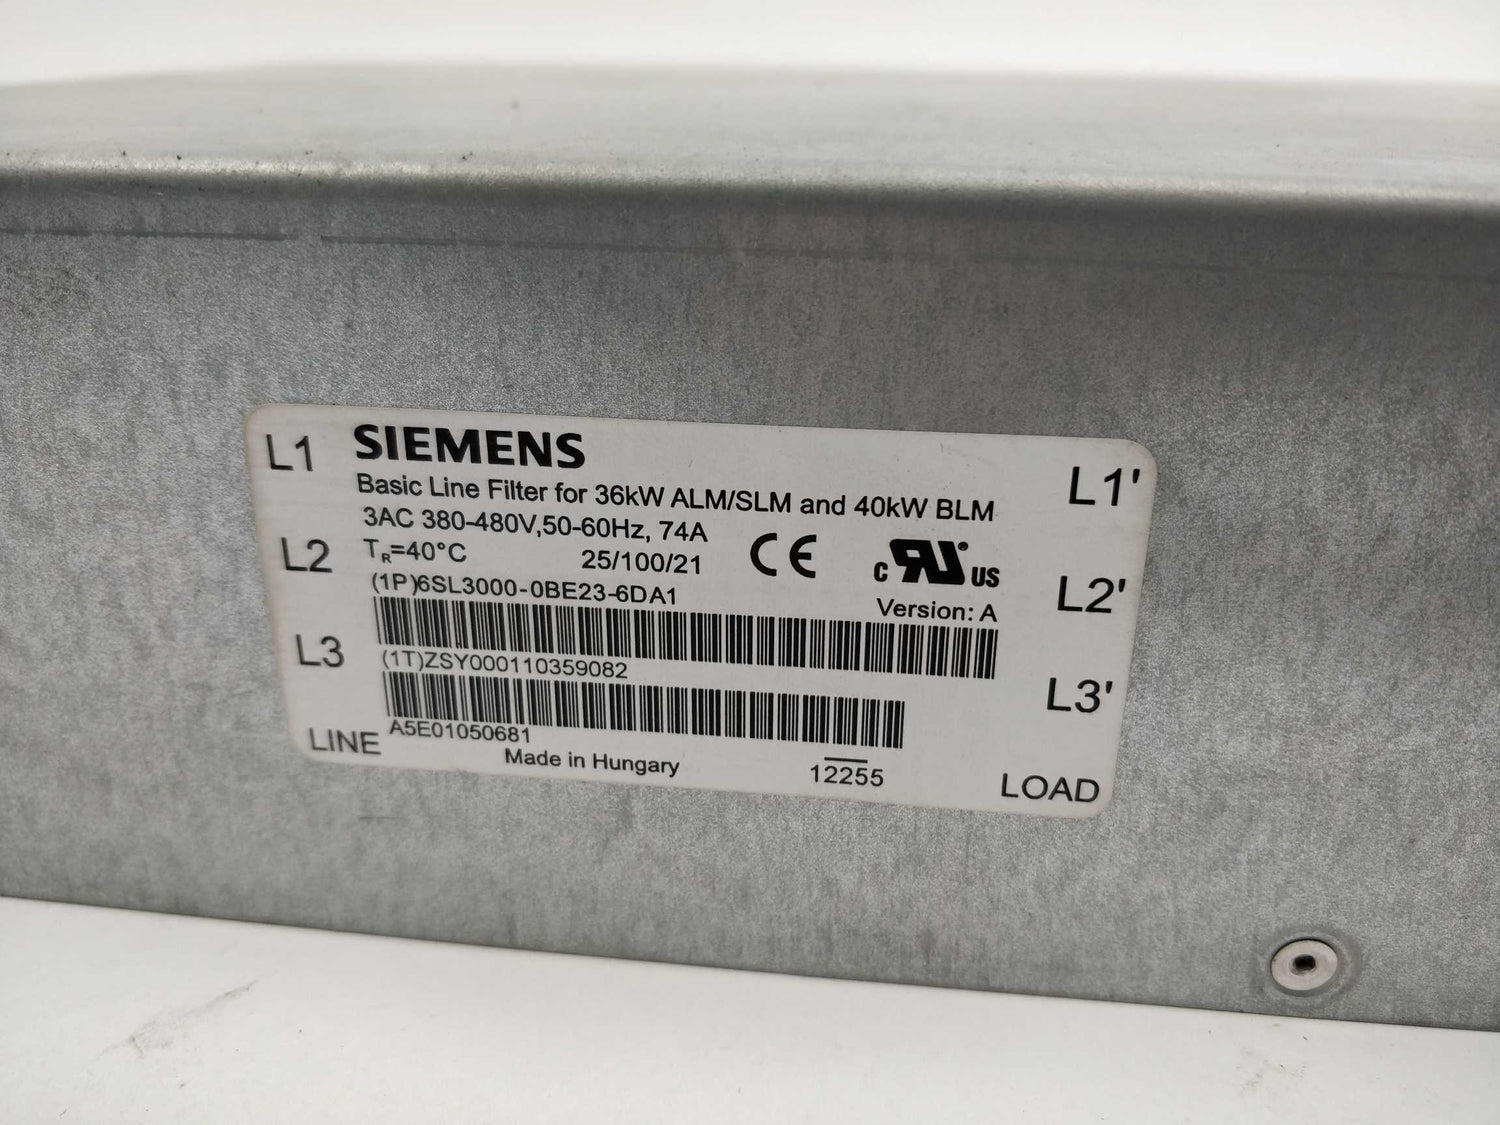 L1 SIEMENS L1'
Basic Line Filter for 36kW ALM/SLM and 40kW BLM
3AC 380-480V,50-60Hz, 74A
L2 TR=40°C 25/100/21 CE c RU® US L2'
(1P)6SL3000-0BE23-6DA1 Version: A
L3 (1T)ZSY000110359082 L3'
A5E01050681
LINE Made in Hungary 12255 LOAD